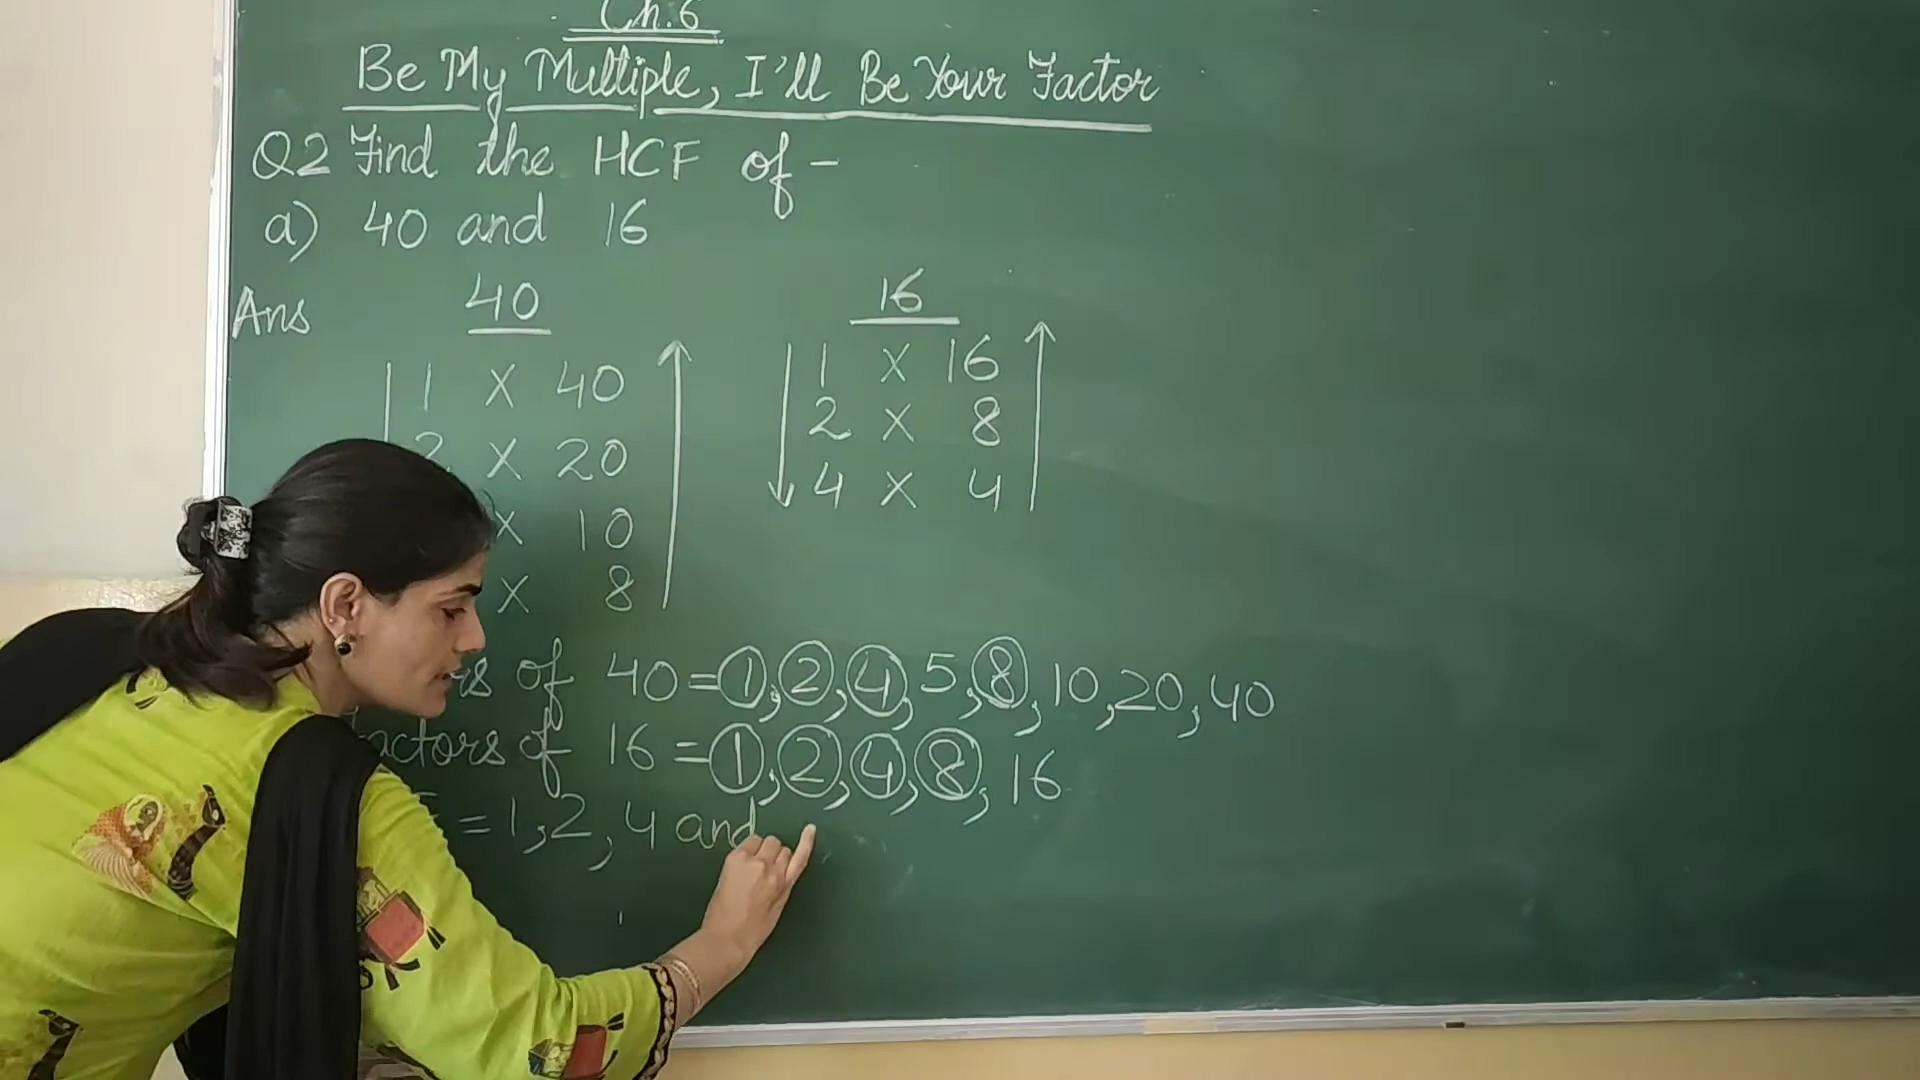 Ch.6
Be My Multiple, I'll Be Your Factor
Q2 Find the HCF of -
a) 40 and 16
Ans 40 16
1 X 40
2 X 20
X 10
X 8
1 X 16
2 X 8
4 X 4
of 40 = 1, 2, 4, 5, 8, 10, 20, 40
actors of 16 = 1, 2, 4, 8, 16
= 1, 2, 4 and